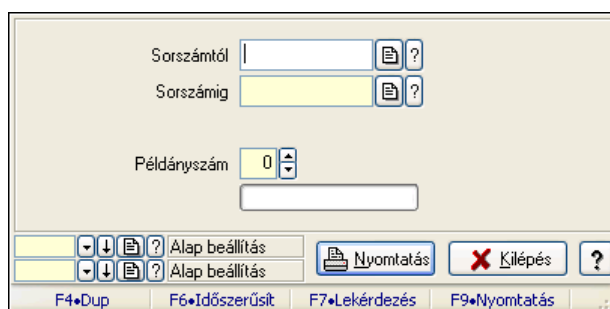 Sorszámtól ?
Sorszámig ?
Példányszám 0
? Alap beállítás
? Alap beállítás
Nyomtatás Kilépés ?
F4•Dup F6•Időszerűsít F7•Lekérdezés F9•Nyomtatás